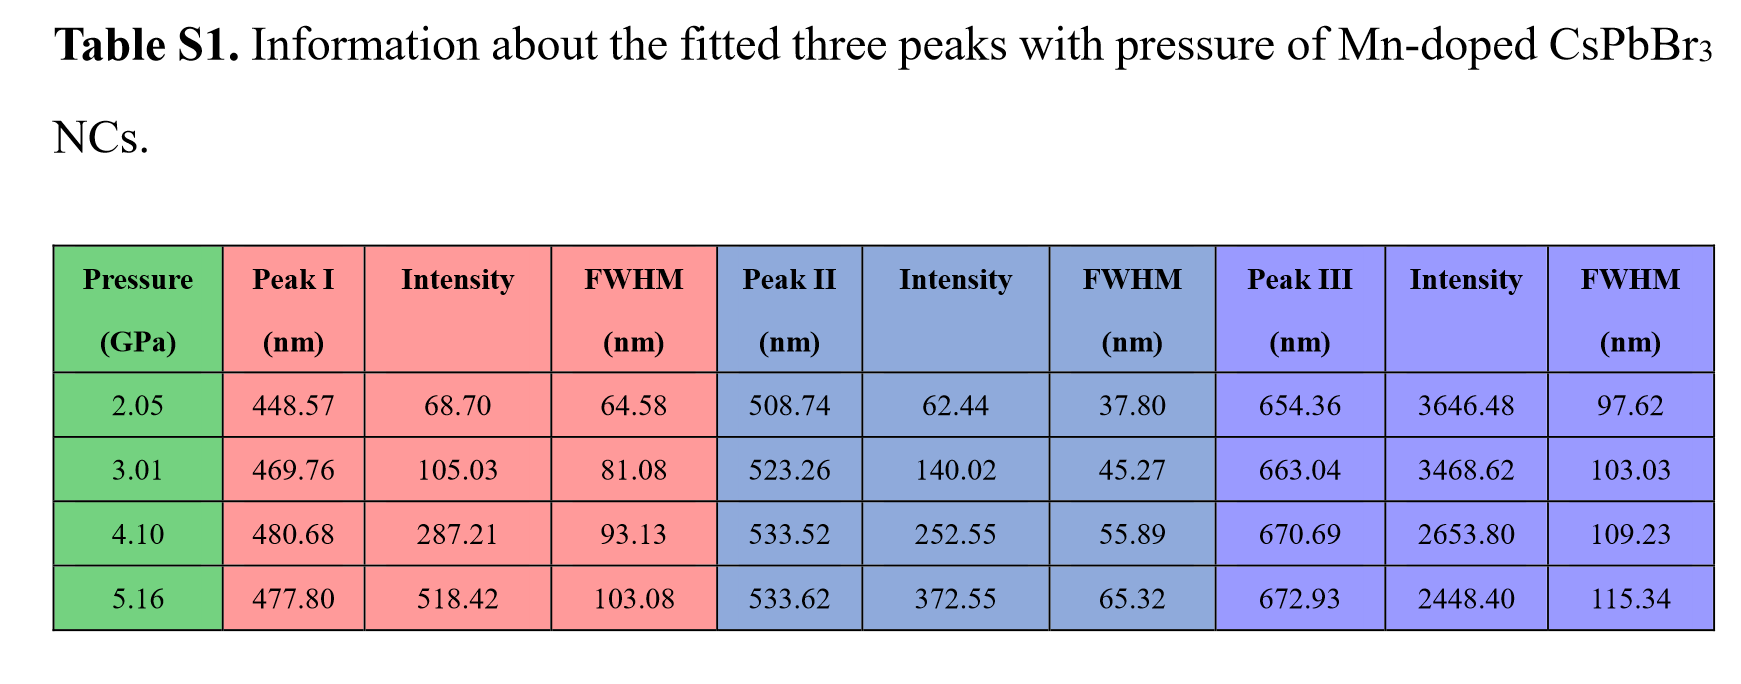 Table S1. Information about the fitted three peaks with pressure of Mn-doped CsPbBr3
NCs.
Pressure (GPa) Peak I (nm) Intensity FWHM (nm) Peak II (nm) Intensity FWHM (nm) Peak III (nm) Intensity FWHM (nm)
2.05 448.57 68.70 64.58 508.74 62.44 37.80 654.36 3646.48 97.62
3.01 469.76 105.03 81.08 523.26 140.02 45.27 663.04 3468.62 103.03
4.10 480.68 287.21 93.13 533.52 252.55 55.89 670.69 2653.80 109.23
5.16 477.80 518.42 103.08 533.62 372.55 65.32 672.93 2448.40 115.34